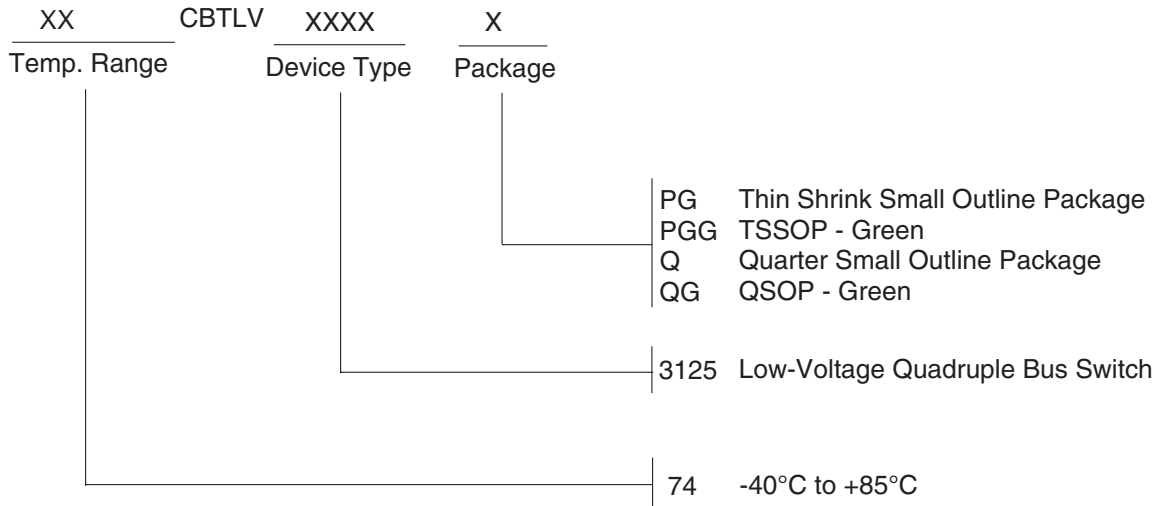 XX CBTLV XXXX X
Temp. Range Device Type Package
PG Thin Shrink Small Outline Package
PGG TSSOP - Green
Q Quarter Small Outline Package
QG QSOP - Green
3125 Low-Voltage Quadruple Bus Switch
74 -40°C to +85°C